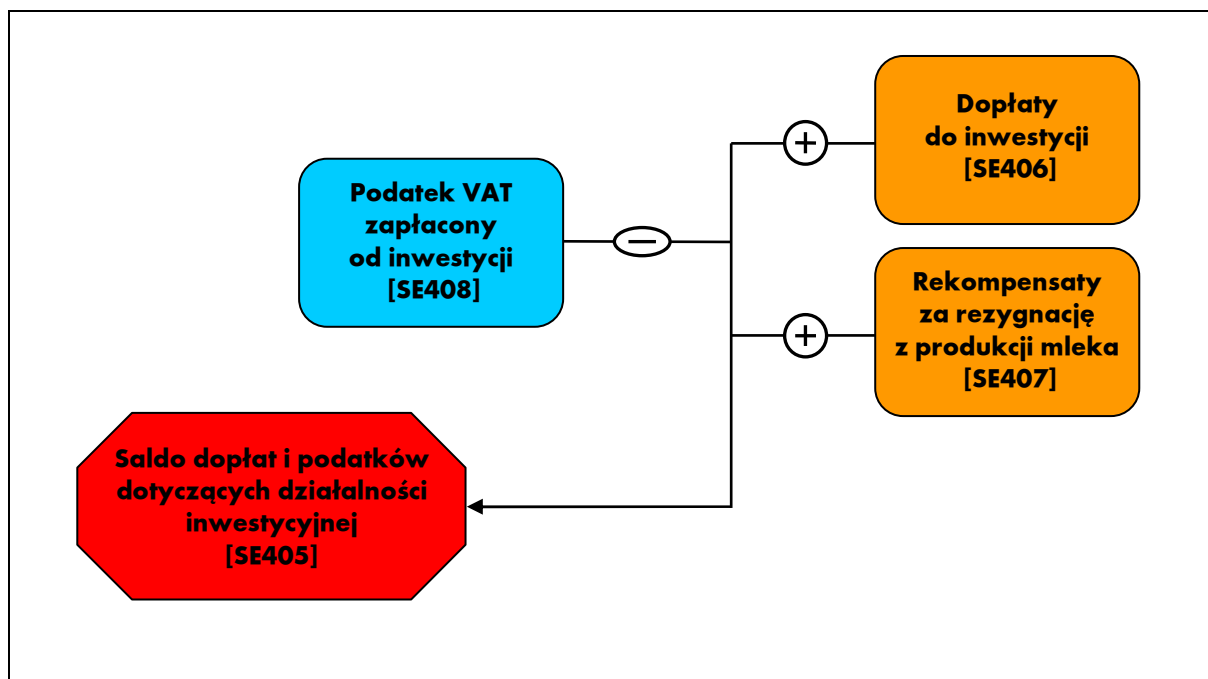 Dopłaty
do inwestycji
[SE406]
Podatek VAT
zapłacony
od inwestycji
[SE408]
Rekompensaty
za rezygnację
z produkcji mleka
[SE407]
Saldo dopłat i podatków
dotyczących działalności
inwestycyjnej
[SE405]
+
−
+